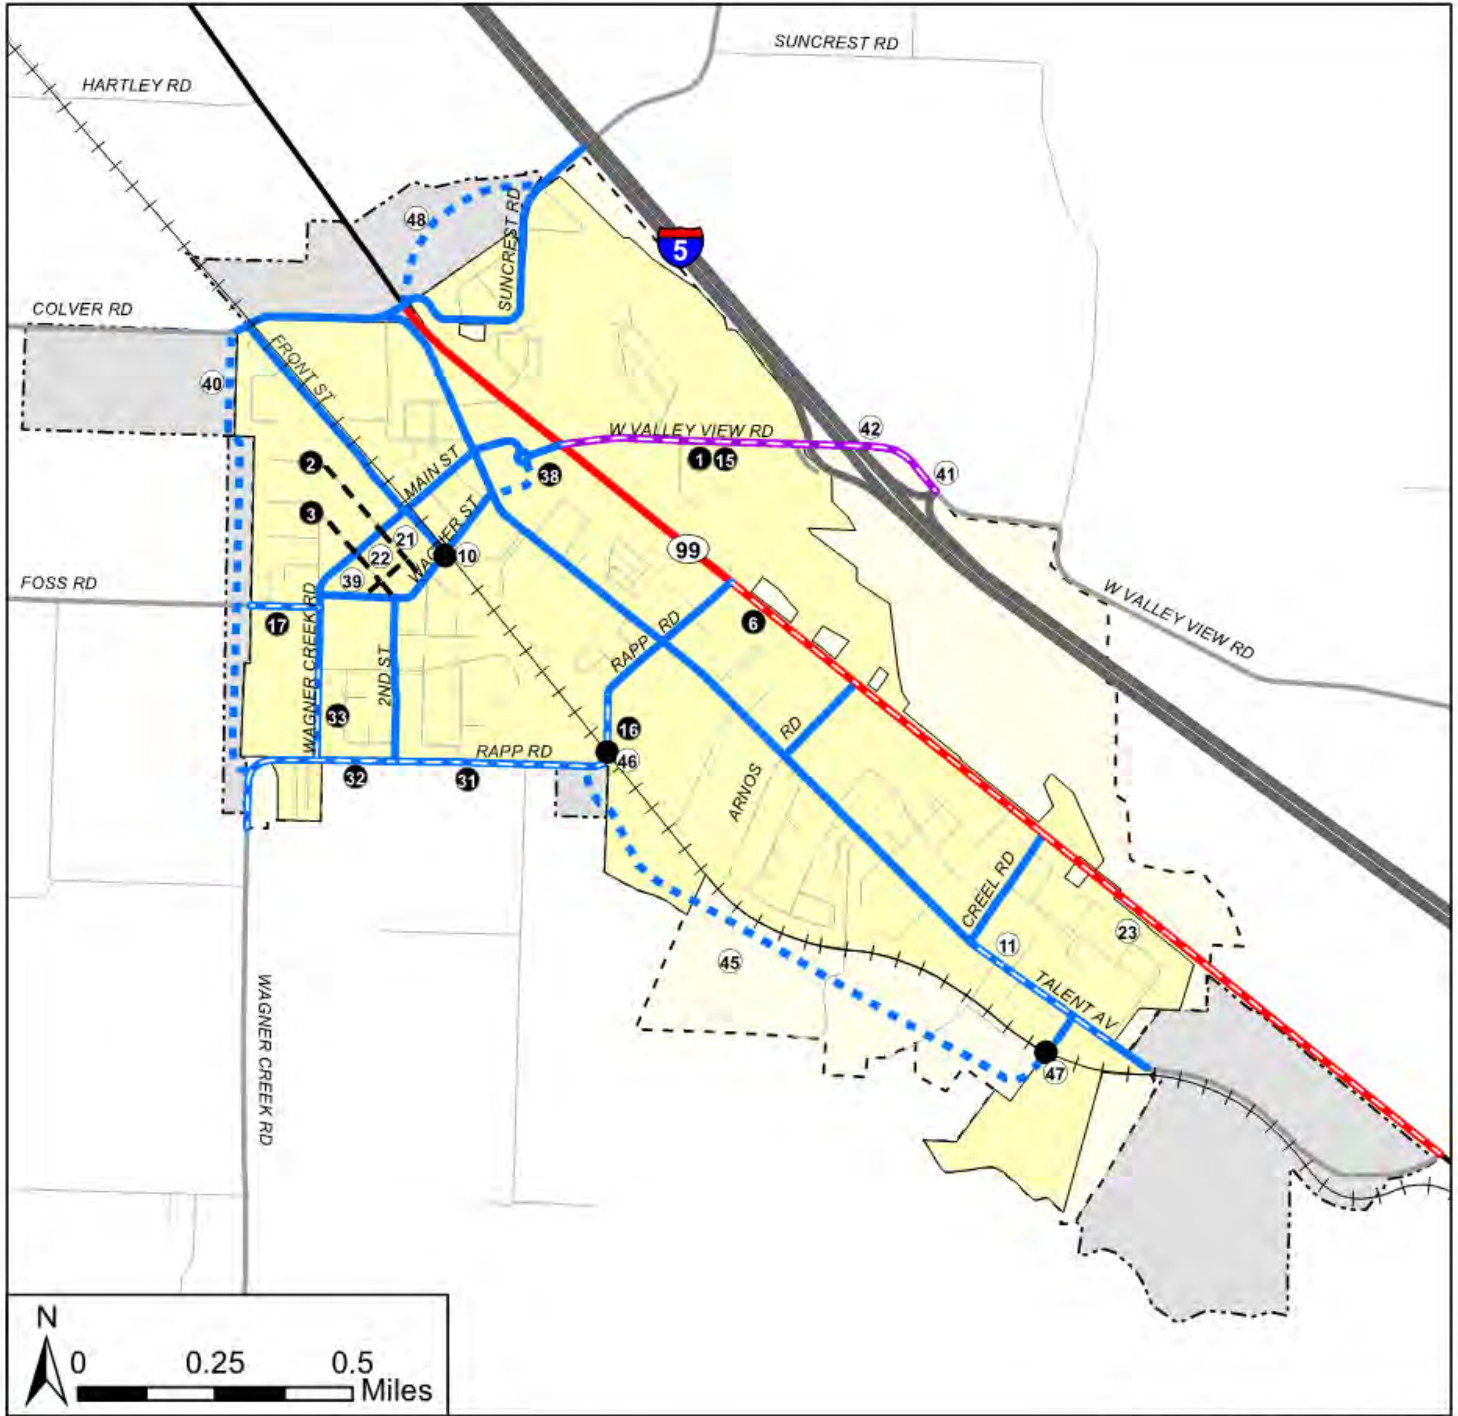 SUNCREST RD
HARTLEY RD
48
SUNCREST RD
5
COLVER RD
FRONT ST
40
W VALLEY VIEW RD
42
1
15
41
38
MAIN ST
2
3
21
22
WAGNER ST
10
39
99
FOSS RD
17
WAGNER CREEK RD
2ND ST
RAPP RD
6
W VALLEY VIEW RD
33
16
RAPP RD
46
32
31
ARNOS RD
CREEL RD
11
23
45
TALENT AV
47
WAGNER CREEK RD
N
0 0.25 0.5
Miles